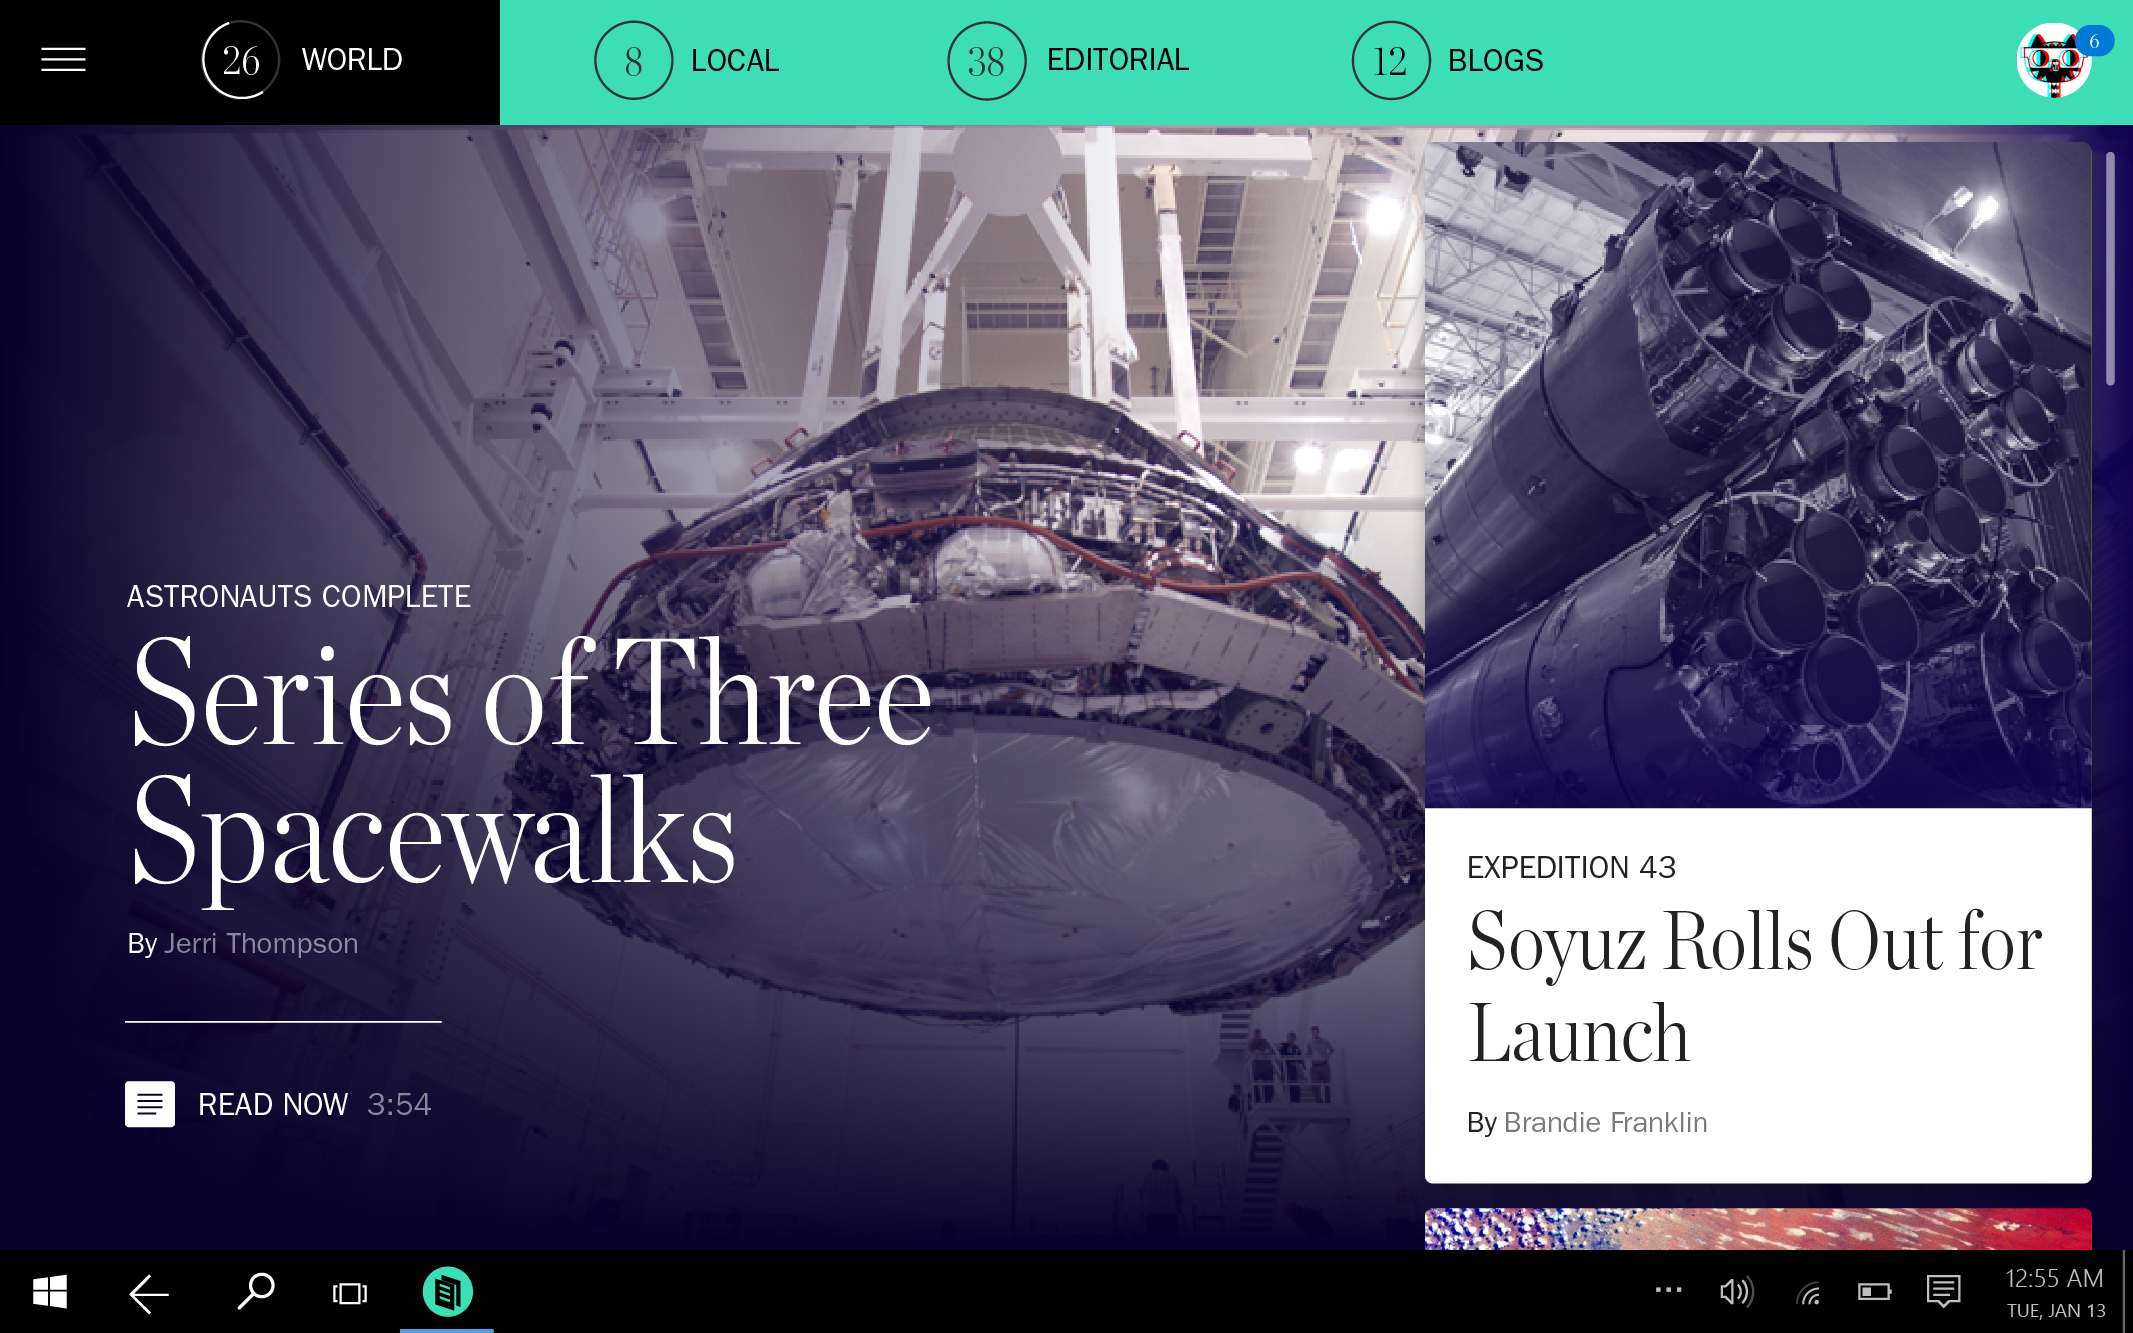 26 WORLD
8 LOCAL
38 EDITORIAL
12 BLOGS
6
ASTRONAUTS COMPLETE
Series of Three
Spacewalks
By Jerri Thompson
READ NOW 3:54
EXPEDITION 43
Soyuz Rolls Out for
Launch
By Brandie Franklin
12:55 AM
TUE, JAN 13